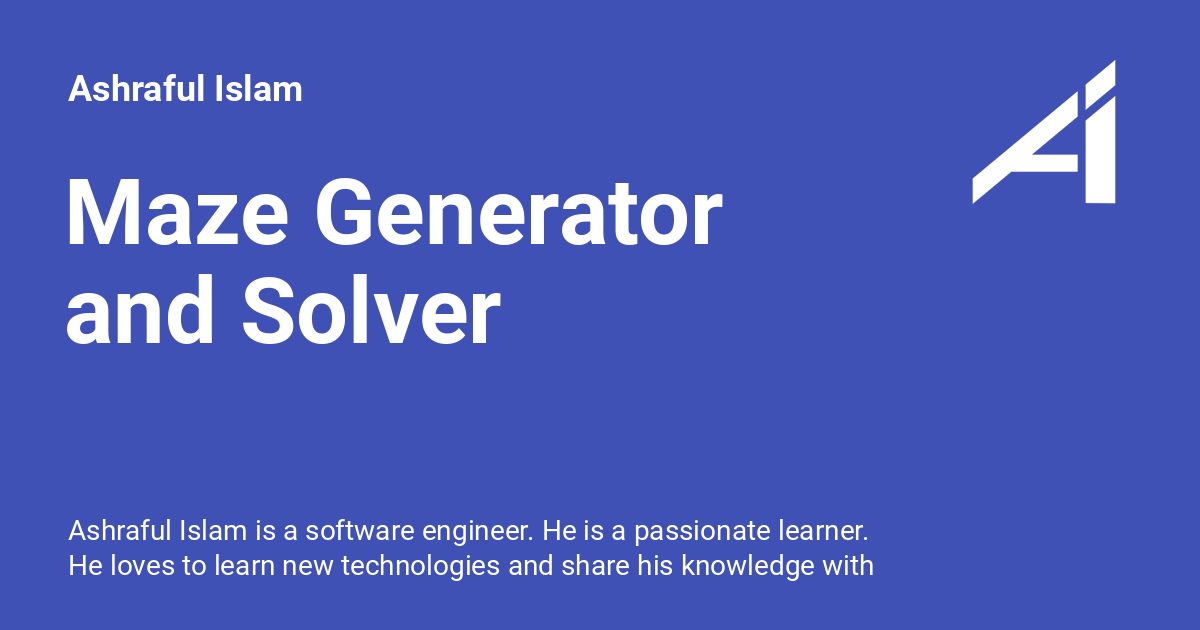 Ashraful Islam
Maze Generator
and Solver
Ashraful Islam is a software engineer. He is a passionate learner.
He loves to learn new technologies and share his knowledge with